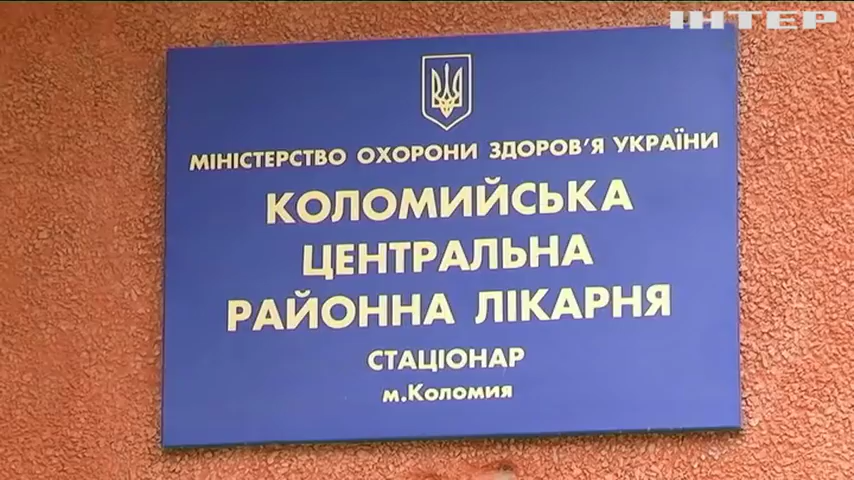 ІНТЕР
МІНІСТЕРСТВО ОХОРОНИ ЗДОРОВ'Я УКРАЇНИ
КОЛОМИЙСЬКА
ЦЕНТРАЛЬНА
РАЙОННА ЛІКАРНЯ
СТАЦІОНАР
м.Коломия